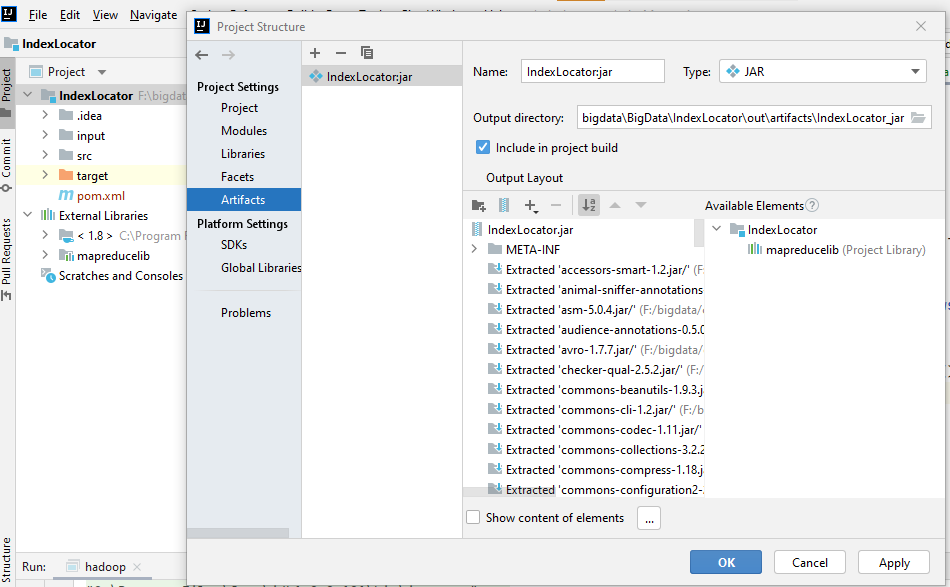 File Edit View Navigate
IndexLocator
Project
Commit
Pull Requests
Structure
Project
IndexLocator F:\bigdat
.idea
input
src
target
pom.xml
External Libraries
< 1.8 > C:\Program
mapreducelib
Scratches and Consoles
Run: hadoop
Project Structure
Project Settings
Project
Modules
Libraries
Facets
Artifacts
Platform Settings
SDKs
Global Libraries
Problems
IndexLocator:jar
Name: IndexLocator:jar Type: JAR
Output directory: bigdata\BigData\IndexLocator\out\artifacts\IndexLocator_jar
Include in project build
Output Layout
Available Elements ?
IndexLocator.jar
META-INF
Extracted 'accessors-smart-1.2.jar/' (F:
Extracted 'animal-sniffer-annotations
Extracted 'asm-5.0.4.jar/' (F:/bigdata/
Extracted 'audience-annotations-0.5.0
Extracted 'avro-1.7.7.jar/' (F:/bigdata/
Extracted 'checker-qual-2.5.2.jar/' (F:/
Extracted 'commons-beanutils-1.9.3.j
Extracted 'commons-cli-1.2.jar/' (F:/b
Extracted 'commons-codec-1.11.jar/'
Extracted 'commons-collections-3.2.2
Extracted 'commons-compress-1.18.j
Extracted 'commons-configuration2-
IndexLocator
mapreducelib (Project Library)
Show content of elements ...
OK Cancel Apply